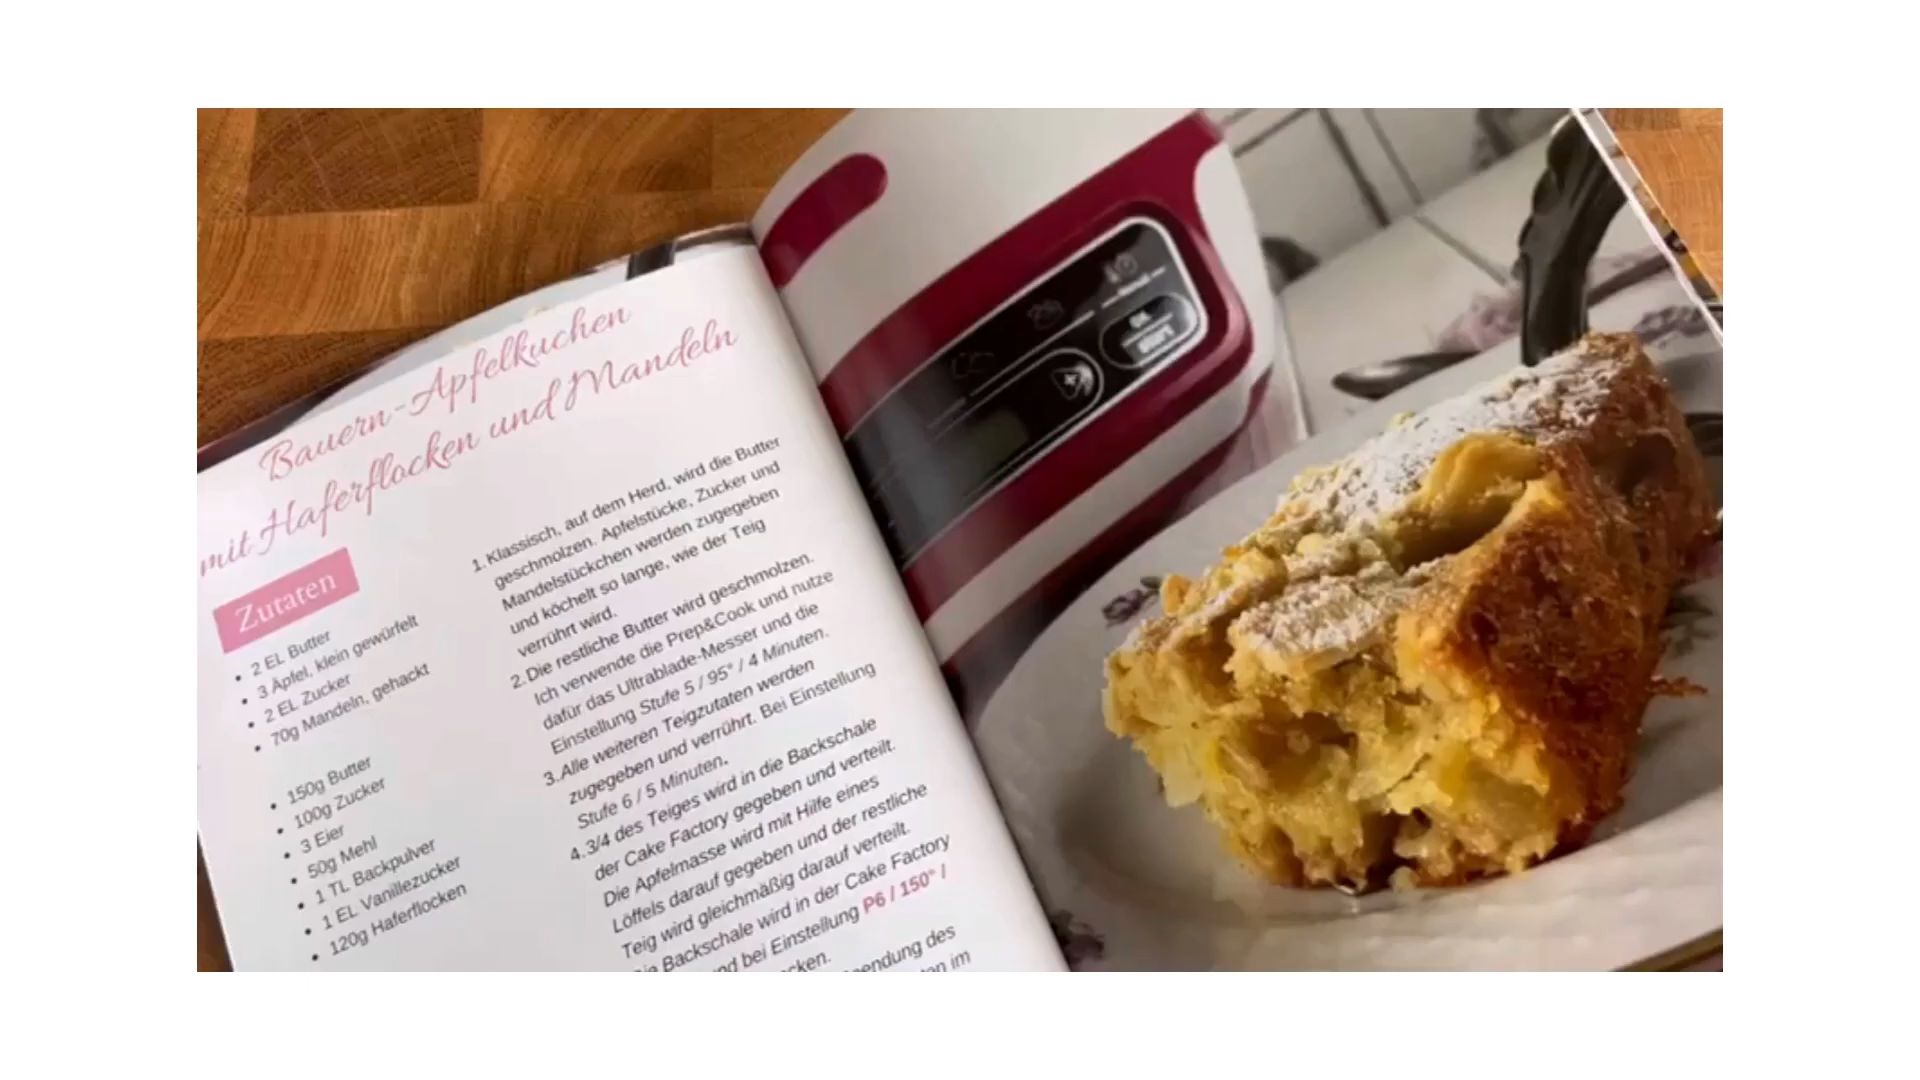 Bauern-Apfelkuchen
mit Haferflocken und Mandeln
Zutaten
• 2 EL Butter
• 3 Äpfel, klein gewürfelt
• 2 EL Zucker
• 70g Mandeln, gehackt
• 150g Butter
• 100g Zucker
• 3 Eier
• 50g Mehl
• 1 TL Backpulver
• 1 EL Vanillezucker
• 120g Haferflocken
1. Klassisch, auf dem Herd, wird die Butter
geschmolzen. Apfelstücke, Zucker und
Mandelstückchen werden zugegeben
und köchelt so lange, wie der Teig
verrührt wird.
2. Die restliche Butter wird geschmolzen.
Ich verwende die Prep&Cook und nutze
dafür das Ultrablade-Messer und die
Einstellung Stufe 5 / 95° / 4 Minuten.
3. Alle weiteren Teigzutaten werden
zugegeben und verrührt. Bei Einstellung
Stufe 6 / 5 Minuten.
4. 3/4 des Teiges wird in die Backschale
der Cake Factory gegeben und verteilt.
Die Apfelmasse wird mit Hilfe eines
Löffels darauf gegeben und der restliche
Teig wird gleichmäßig darauf verteilt.
Backschale wird in der Cake Factory
bei Einstellung P6 / 150° /
des
im
OK
start